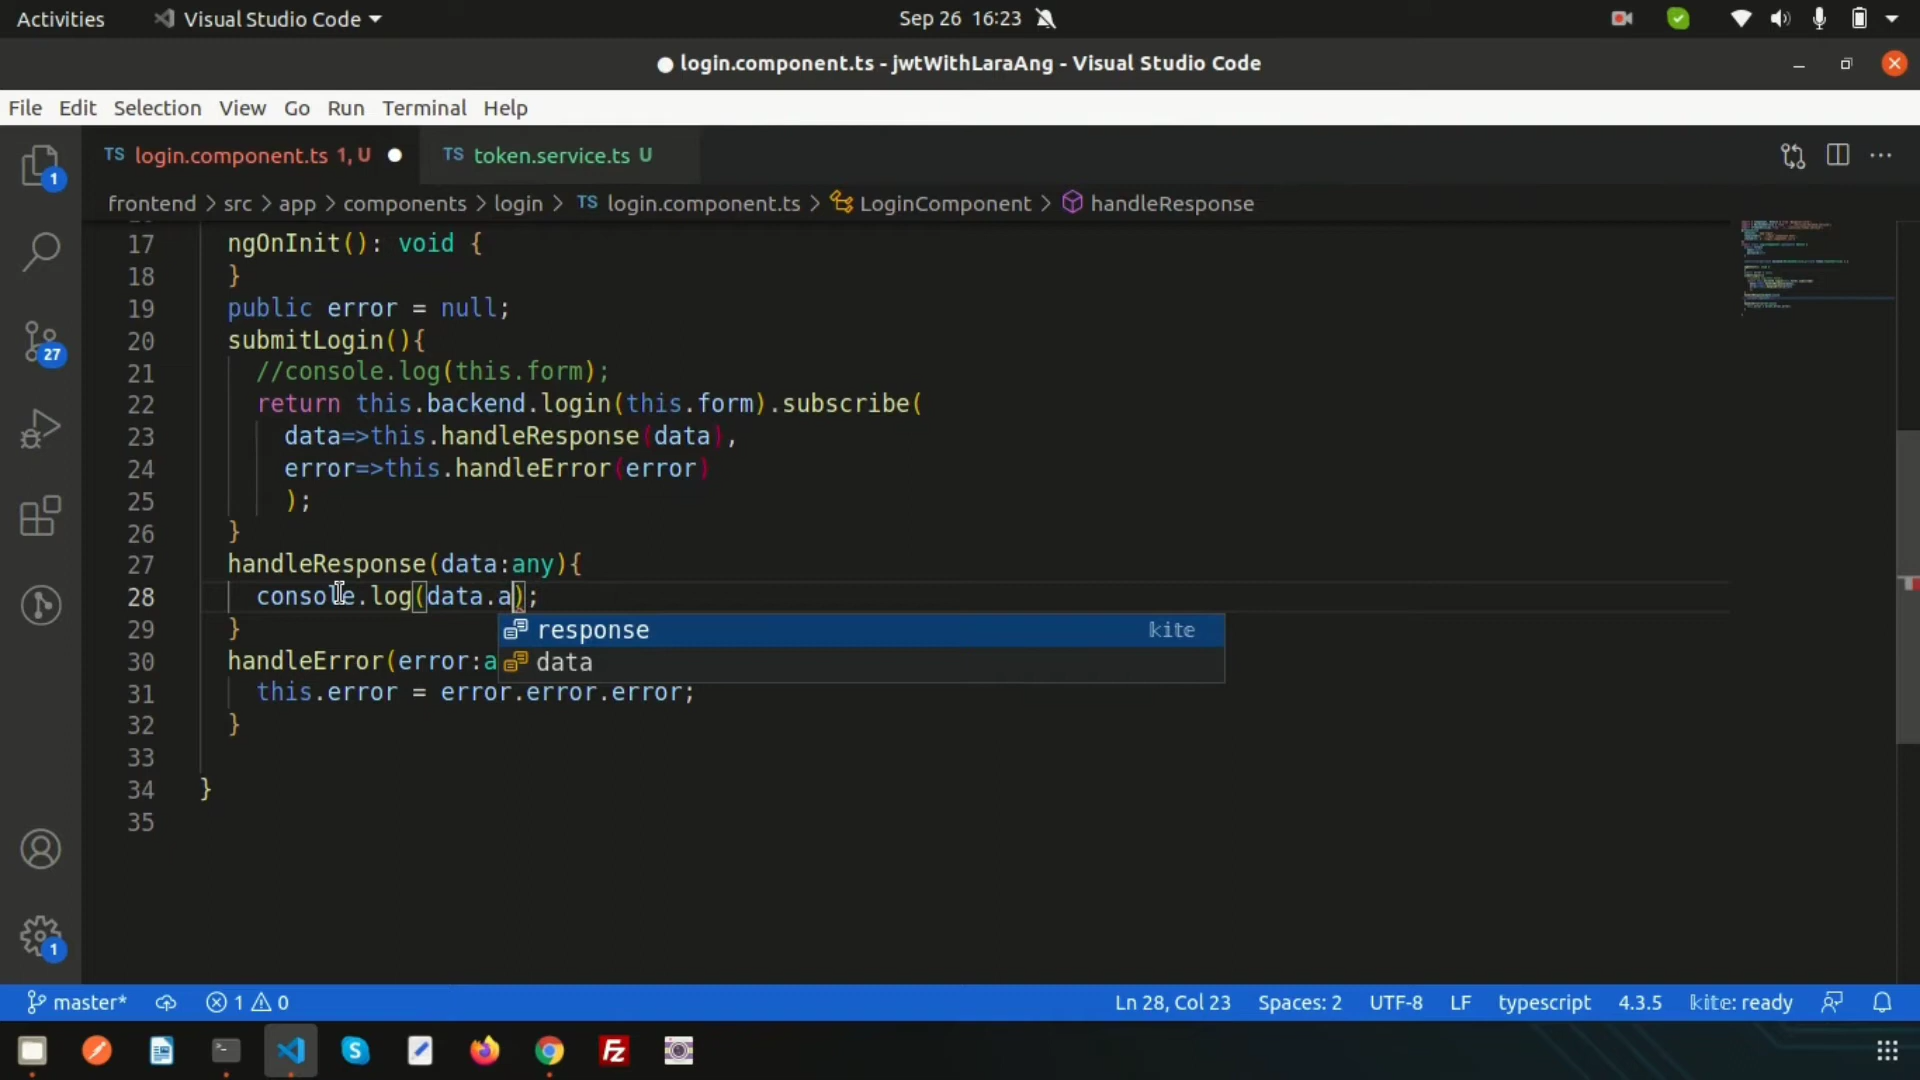 Activities Visual Studio Code Sep 26 16:23
login.component.ts - jwtWithLaraAng - Visual Studio Code
File Edit Selection View Go Run Terminal Help
TS login.component.ts 1, U TS token.service.ts U
1
frontend > src > app > components > login > TS login.component.ts > LoginComponent > handleResponse
17 ngOnInit(): void {
18 }
19 public error = null;
20 submitLogin(){
27
21 //console.log(this.form);
22 return this.backend.login(this.form).subscribe(
23 data=>this.handleResponse(data),
24 error=>this.handleError(error)
25 );
26 }
27 handleResponse(data:any){
28 console.log(data.a);
29 }
response kite
30 handleError(error:a
data
31 this.error = error.error.error;
32 }
33
34 }
35
1
master* 1 0 Ln 28, Col 23 Spaces: 2 UTF-8 LF typescript 4.3.5 kite: ready